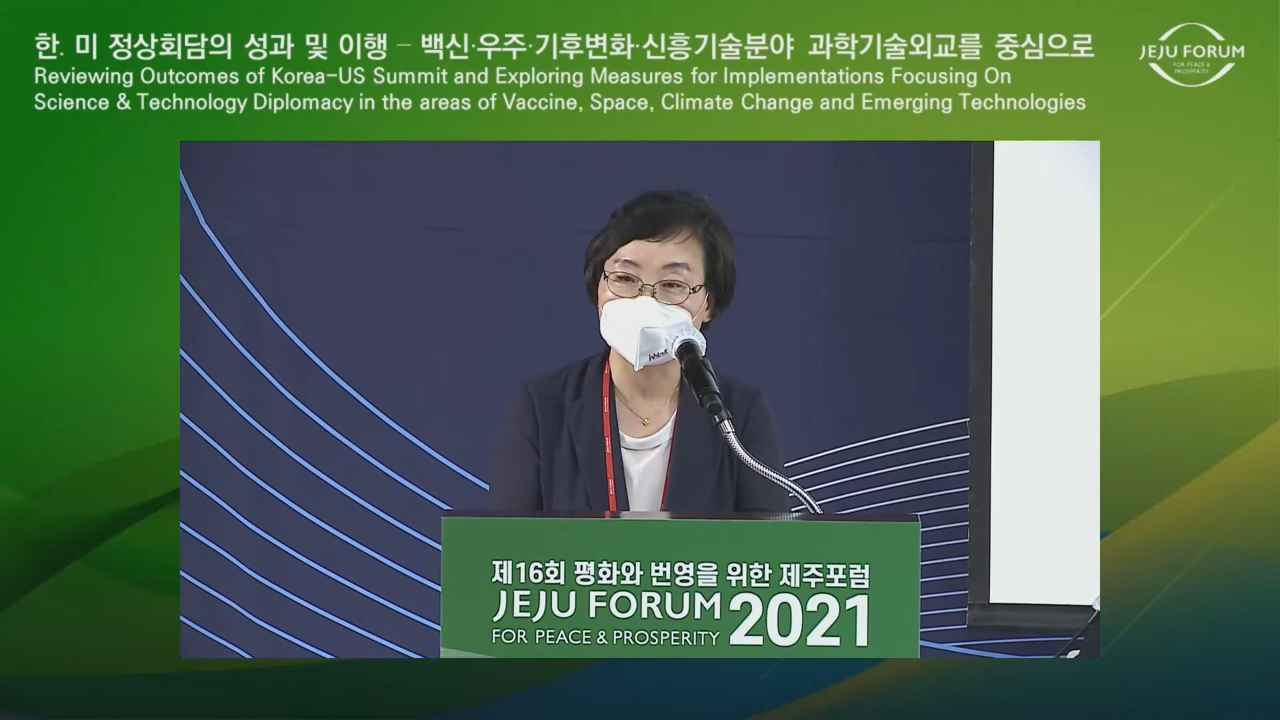 한. 미 정상회담의 성과 및 이행 – 백신·우주·기후변화·신흥기술분야 과학기술외교를 중심으로
Reviewing Outcomes of Korea-US Summit and Exploring Measures for Implementations Focusing On
Science & Technology Diplomacy in the areas of Vaccine, Space, Climate Change and Emerging Technologies
JEJU FORUM
FOR PEACE &
PROSPERITY
제16회 평화와 번영을 위한 제주포럼
JEJU FORUM 2021
FOR PEACE & PROSPERITY